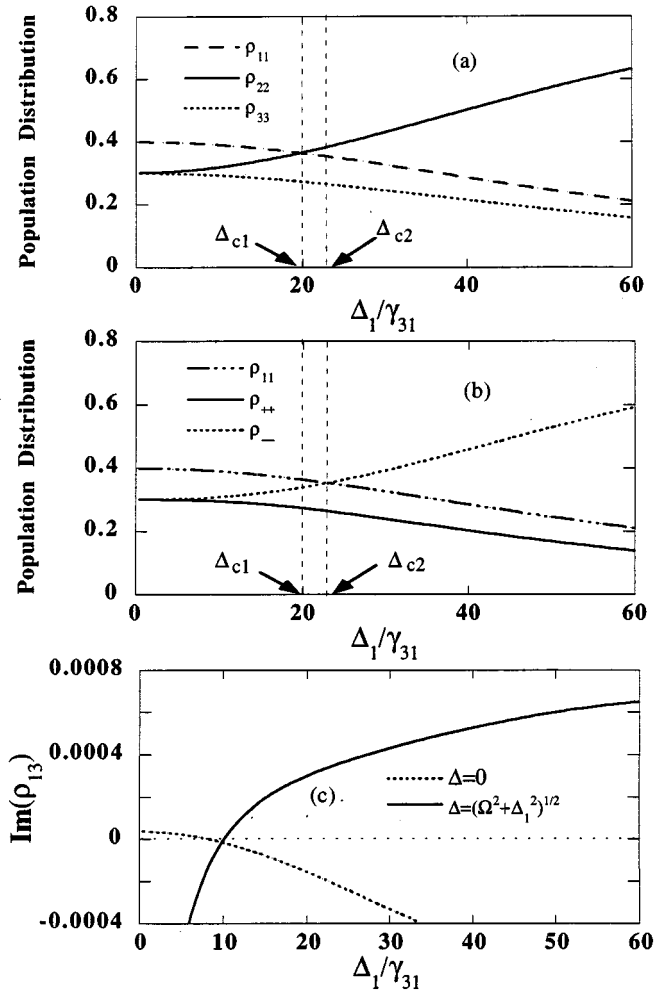 0.8
0.6
0.4
0.2
0
Population Distribution
ρ₁₁
ρ₂₂
ρ₃₃
(a)
Δc1
Δc2
0 20 40 60
Δ₁/γ₃₁
0.8
0.6
0.4
0.2
0
Population Distribution
ρ₁₁
ρ₊₊
ρ₋₋
(b)
Δc1
Δc2
0 20 40 60
Δ₁/γ₃₁
0.0008
0.0004
0
-0.0004
Im(ρ₁₃)
(c)
Δ=0
Δ=(Ω²+Δ₁²)^1/2
0 10 20 30 40 50 60
Δ₁/γ₃₁